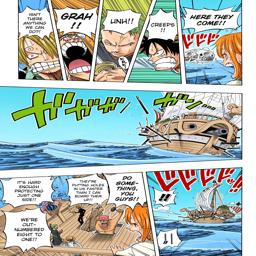 HERE THEY
COME!!
CREEPS!!
UNH!!
GRAH
!!
ISN'T
THERE
ANYTHING
WE CAN
DO?!
!!
DO
SOME-
THING,
YOU
GUYS!!
THEY'RE
PUTTING HOLES
IN US FASTER
THAN I CAN
BOARD THEM
UP!!
IT'S HARD
ENOUGH
PROTECTING
JUST ONE
SIDE!!
WE'RE
OUT-
NUMBERED
EIGHT TO
ONE!!